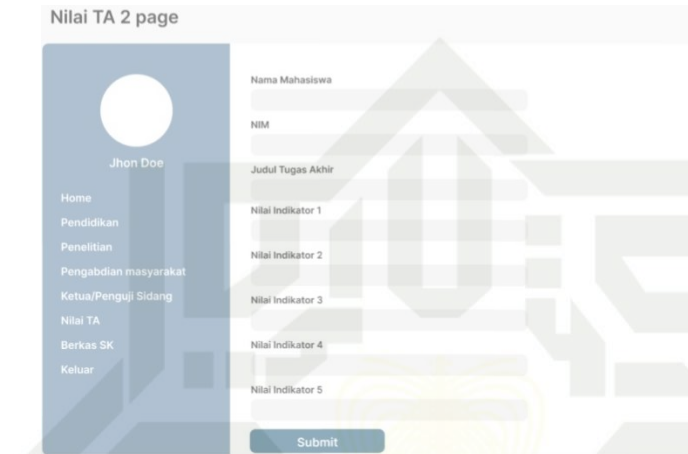 Nilai TA 2 page
Jhon Doe
Home
Pendidikan
Penelitian
Pengabdian masyarakat
Ketua/Penguji Sidang
Nilai TA
Berkas SK
Keluar
Nama Mahasiswa
NIM
Judul Tugas Akhir
Nilai Indikator 1
Nilai Indikator 2
Nilai Indikator 3
Nilai Indikator 4
Nilai Indikator 5
Submit